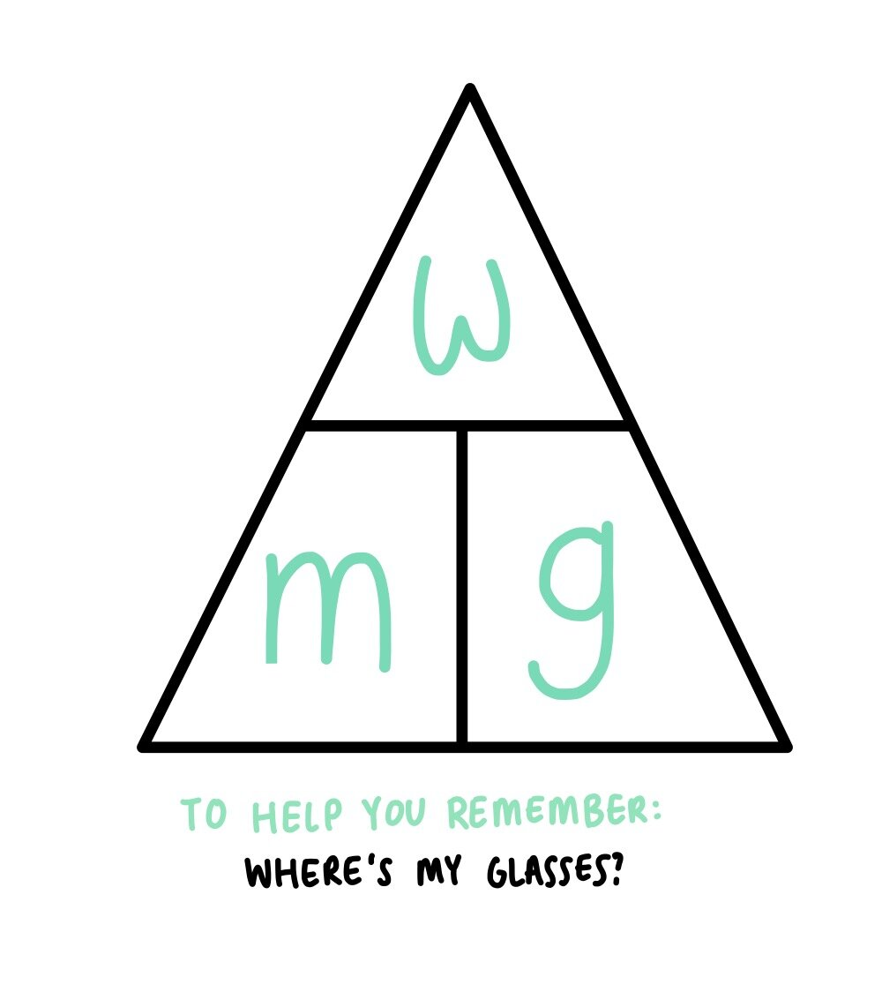 W
m g
TO HELP YOU REMEMBER:
WHERE'S MY GLASSES?